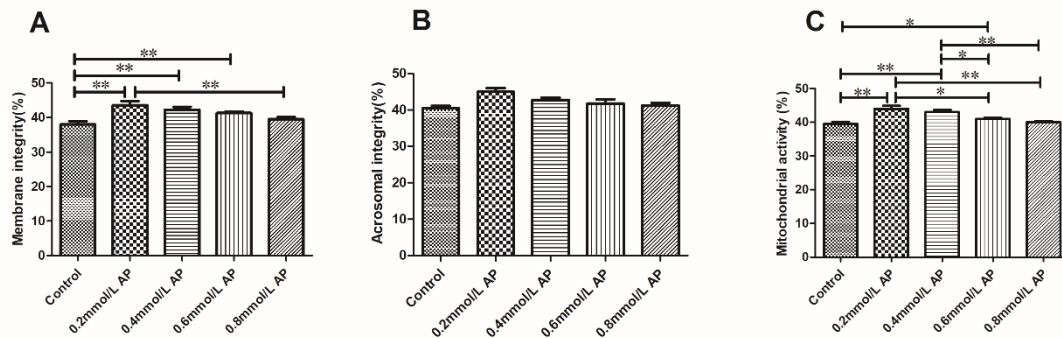 A
Membrane integrity(%)
50
40
30
20
10
0
**
**
**
**
Control
0.2mmol/L AP
0.4mmol/L AP
0.6mmol/L AP
0.8mmol/L AP
B
Acrosomal integrity(%)
50
40
30
20
10
0
Control
0.2mmol/L AP
0.4mmol/L AP
0.6mmol/L AP
0.8mmol/L AP
C
Mitochondrial activity (%)
50
40
30
20
10
0
*
**
*
**
**
**
*
Control
0.2mmol/L AP
0.4mmol/L AP
0.6mmol/L AP
0.8mmol/L AP